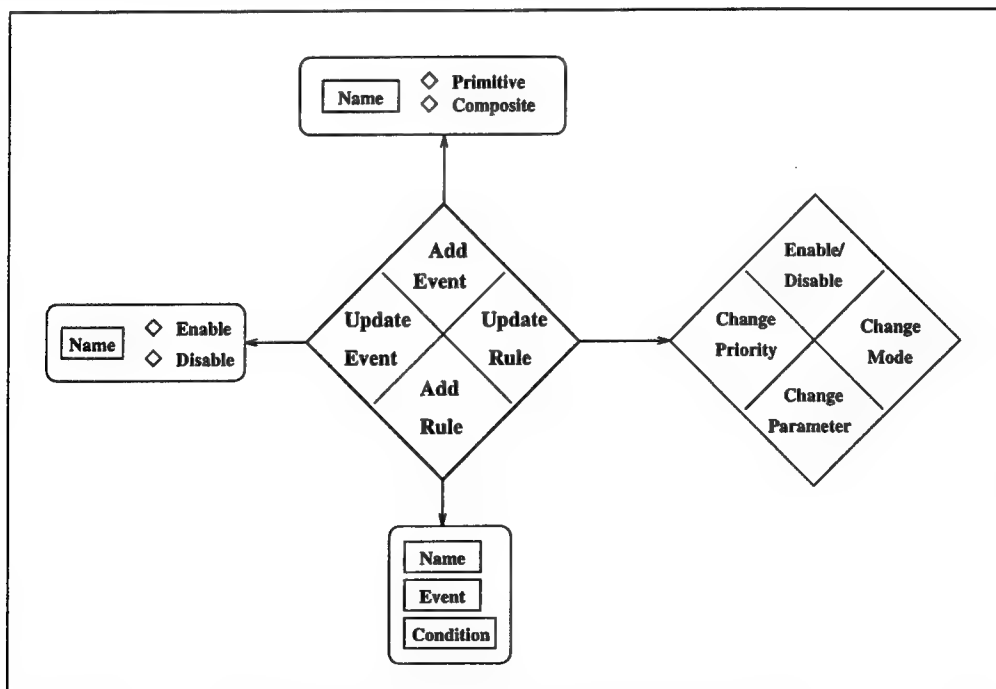 Name
Primitive
Composite
Add
Event
Update
Event
Update
Rule
Add
Rule
Name
Enable
Disable
Enable/
Disable
Change
Priority
Change
Mode
Change
Parameter
Name
Event
Condition